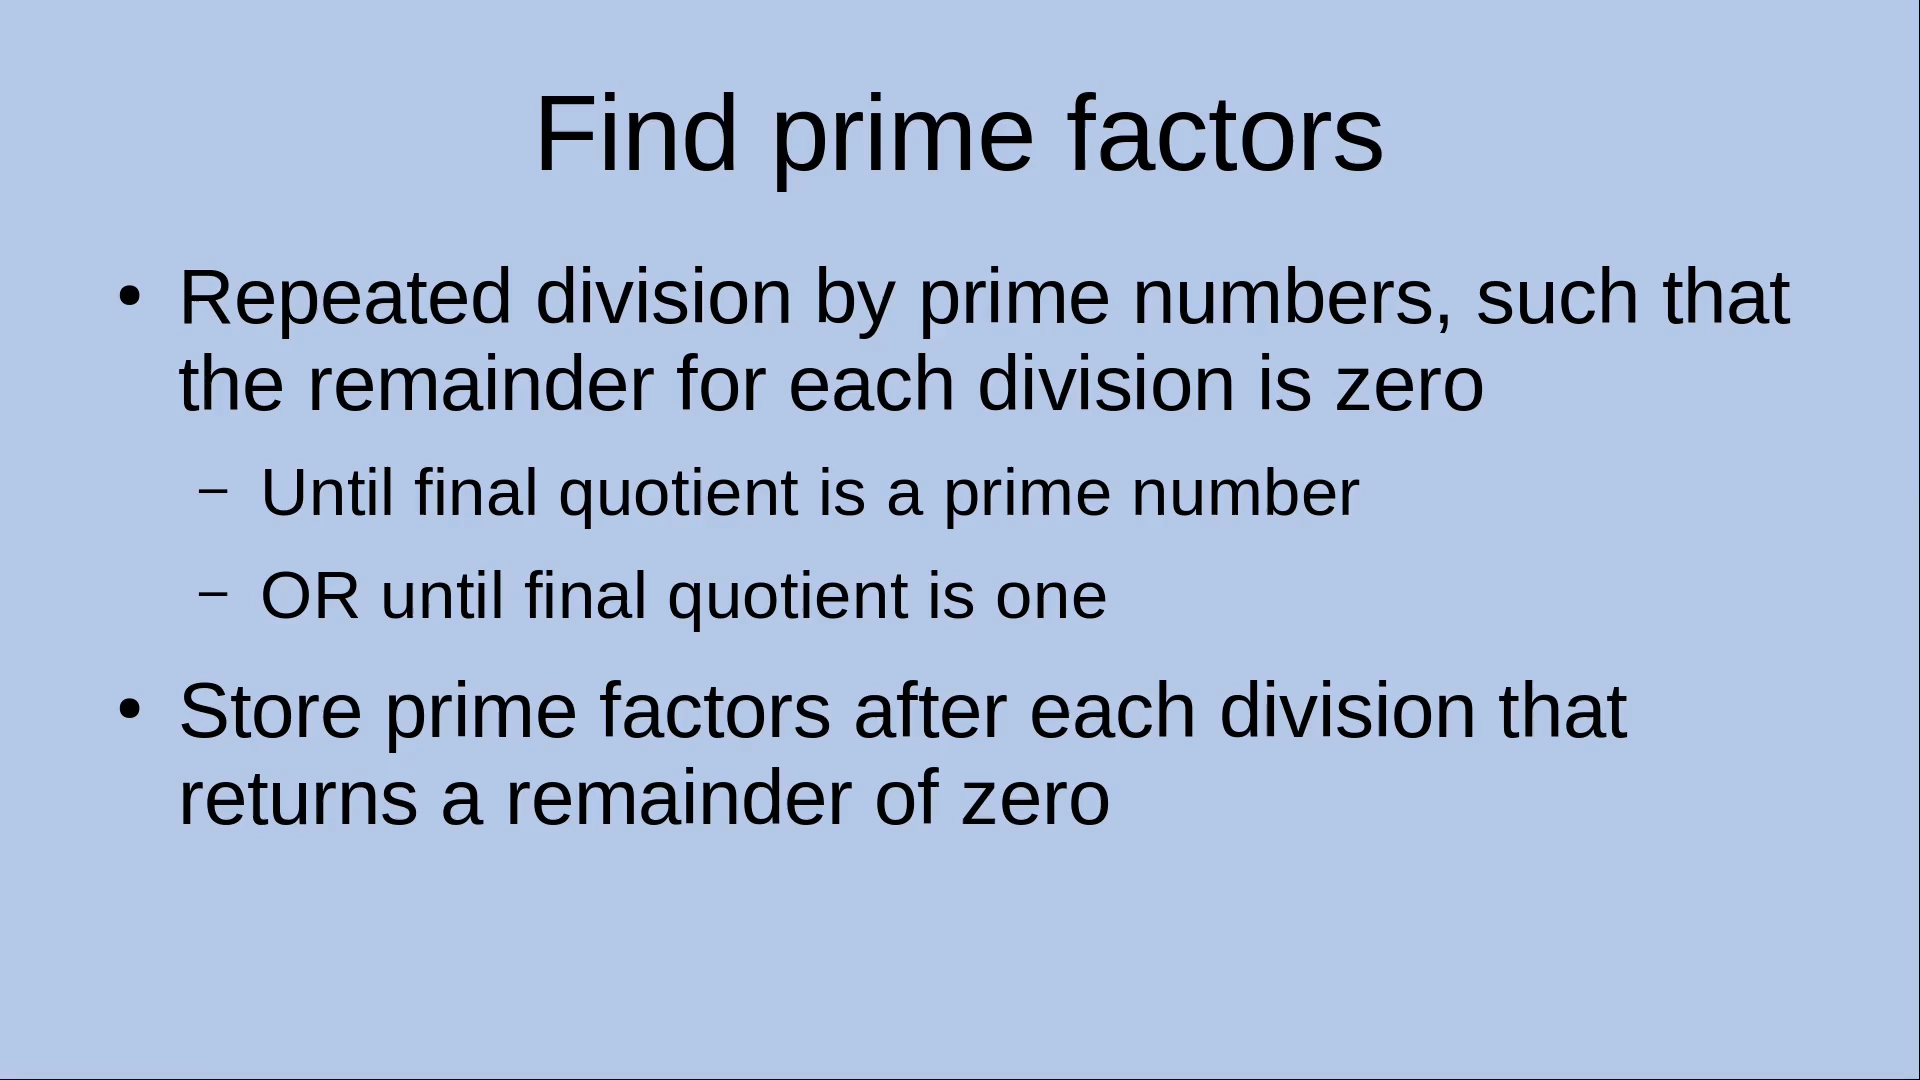 Find prime factors
• Repeated division by prime numbers, such that
the remainder for each division is zero
– Until final quotient is a prime number
– OR until final quotient is one
• Store prime factors after each division that
returns a remainder of zero